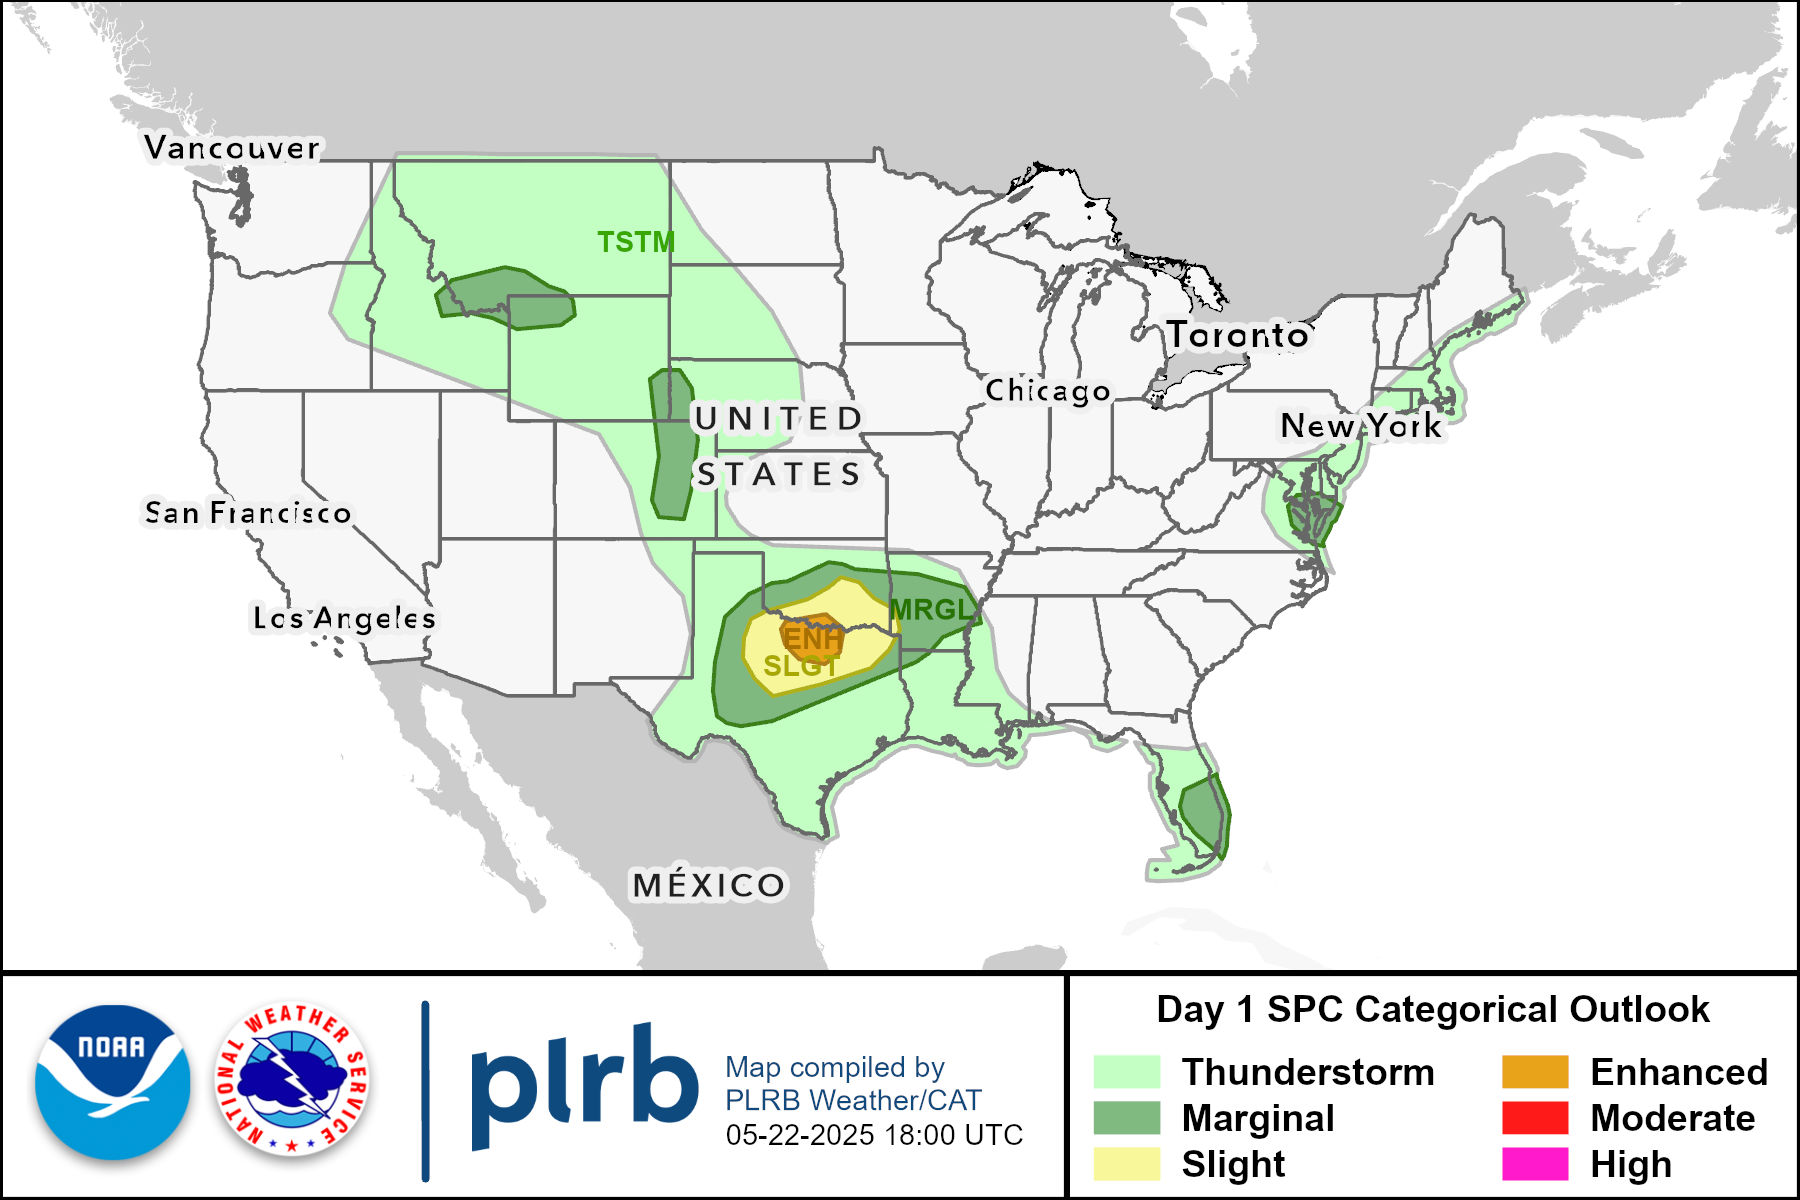 Vancouver
TSTM
Toronto
Chicago
UNITED
New York
STATES
San Francisco
MRGL
Los Angeles
ENH
SLGT
MÉXICO
NOAA
NATIONAL WEATHER SERVICE
plrb
Map compiled by
PLRB Weather/CAT
05-22-2025 18:00 UTC
Day 1 SPC Categorical Outlook
Thunderstorm
Enhanced
Marginal
Moderate
Slight
High